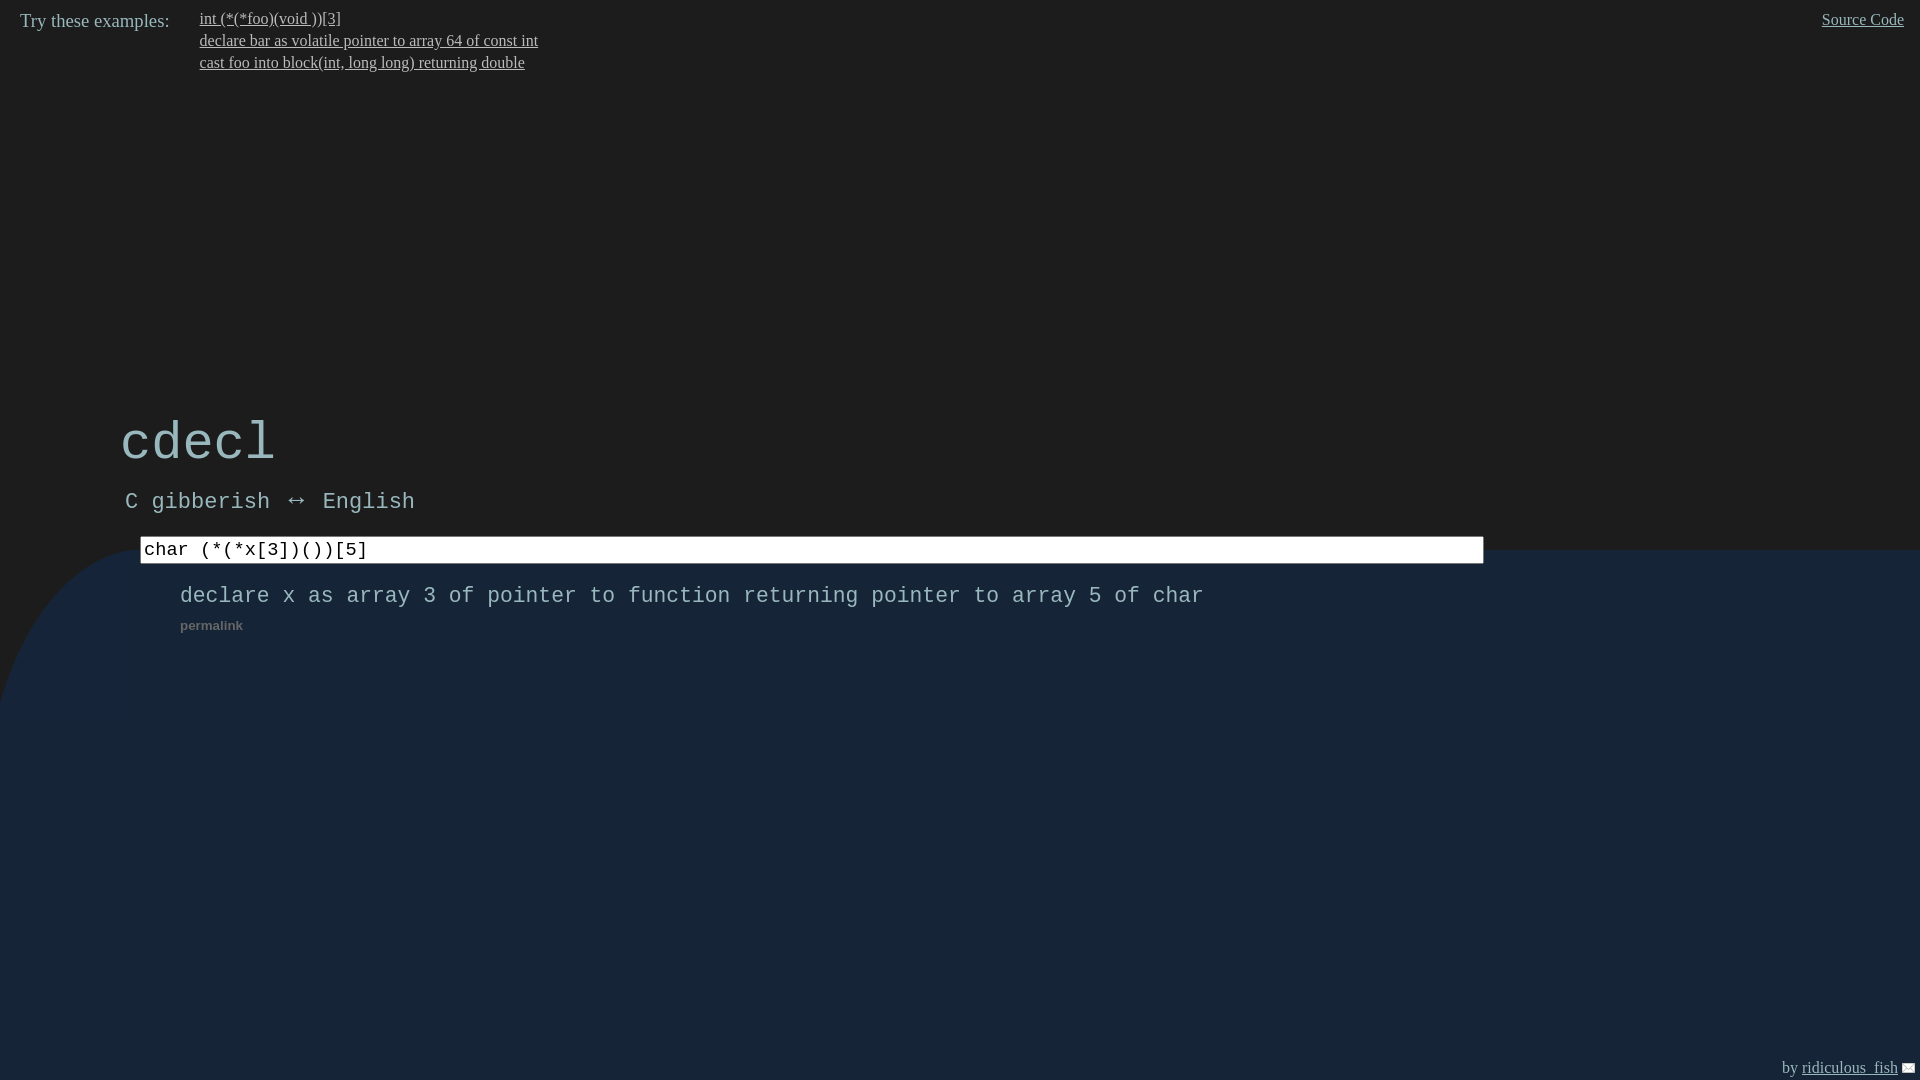 Try these examples:
int (*(*foo)(void ))[3]
declare bar as volatile pointer to array 64 of const int
cast foo into block(int, long long) returning double
Source Code
cdecl
C gibberish ↔ English
char (*(*x[3])())[5]
declare x as array 3 of pointer to function returning pointer to array 5 of char
permalink
by ridiculous_fish